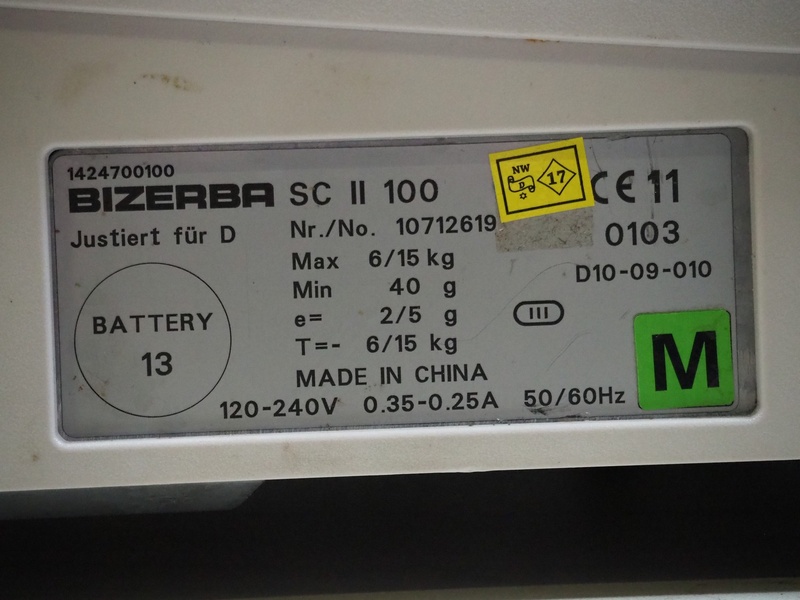 1424700100
BIZERBA SC II 100
Justiert für D
Nr./No. 10712619
Max 6/15 kg
Min 40 g
e= 2/5 g
T=- 6/15 kg
MADE IN CHINA
120-240V 0.35-0.25A 50/60Hz
BATTERY
13
NW
D
17
CE 11
0103
D10-09-010
III
M